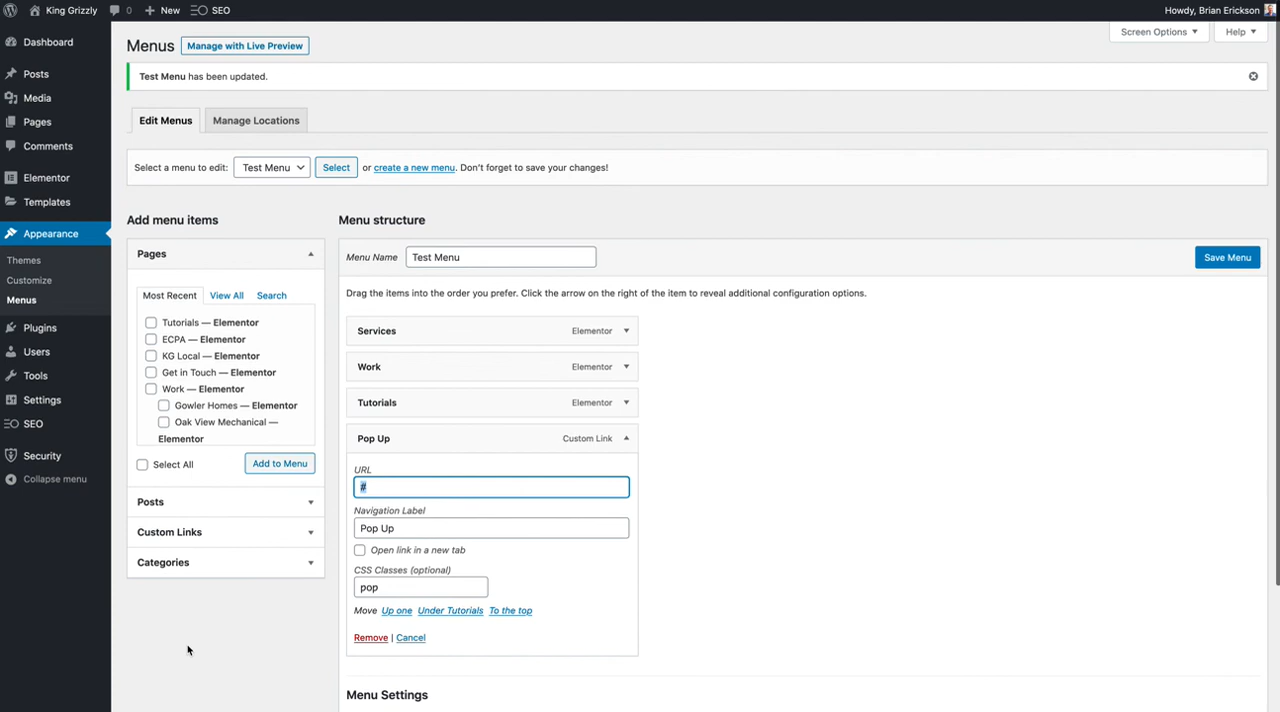 King Grizzly 0 New SEO Howdy, Brian Erickson
Dashboard
Posts
Media
Pages
Comments
Elementor
Templates
Appearance
Themes
Customize
Menus
Plugins
Users
Tools
Settings
SEO
Security
Collapse menu
Screen Options Help
Menus Manage with Live Preview
Test Menu has been updated.
Edit Menus Manage Locations
Select a menu to edit: Test Menu Select or create a new menu. Don't forget to save your changes!
Add menu items
Pages
Most Recent View All Search
Tutorials — Elementor
ECPA — Elementor
KG Local — Elementor
Get in Touch — Elementor
Work — Elementor
Gowler Homes — Elementor
Oak View Mechanical —
Elementor
Select All Add to Menu
Posts
Custom Links
Categories
Menu structure
Menu Name Test Menu Save Menu
Drag the items into the order you prefer. Click the arrow on the right of the item to reveal additional configuration options.
Services Elementor
Work Elementor
Tutorials Elementor
Pop Up Custom Link
URL
#
Navigation Label
Pop Up
Open link in a new tab
CSS Classes (optional)
pop
Move Up one Under Tutorials To the top
Remove | Cancel
Menu Settings